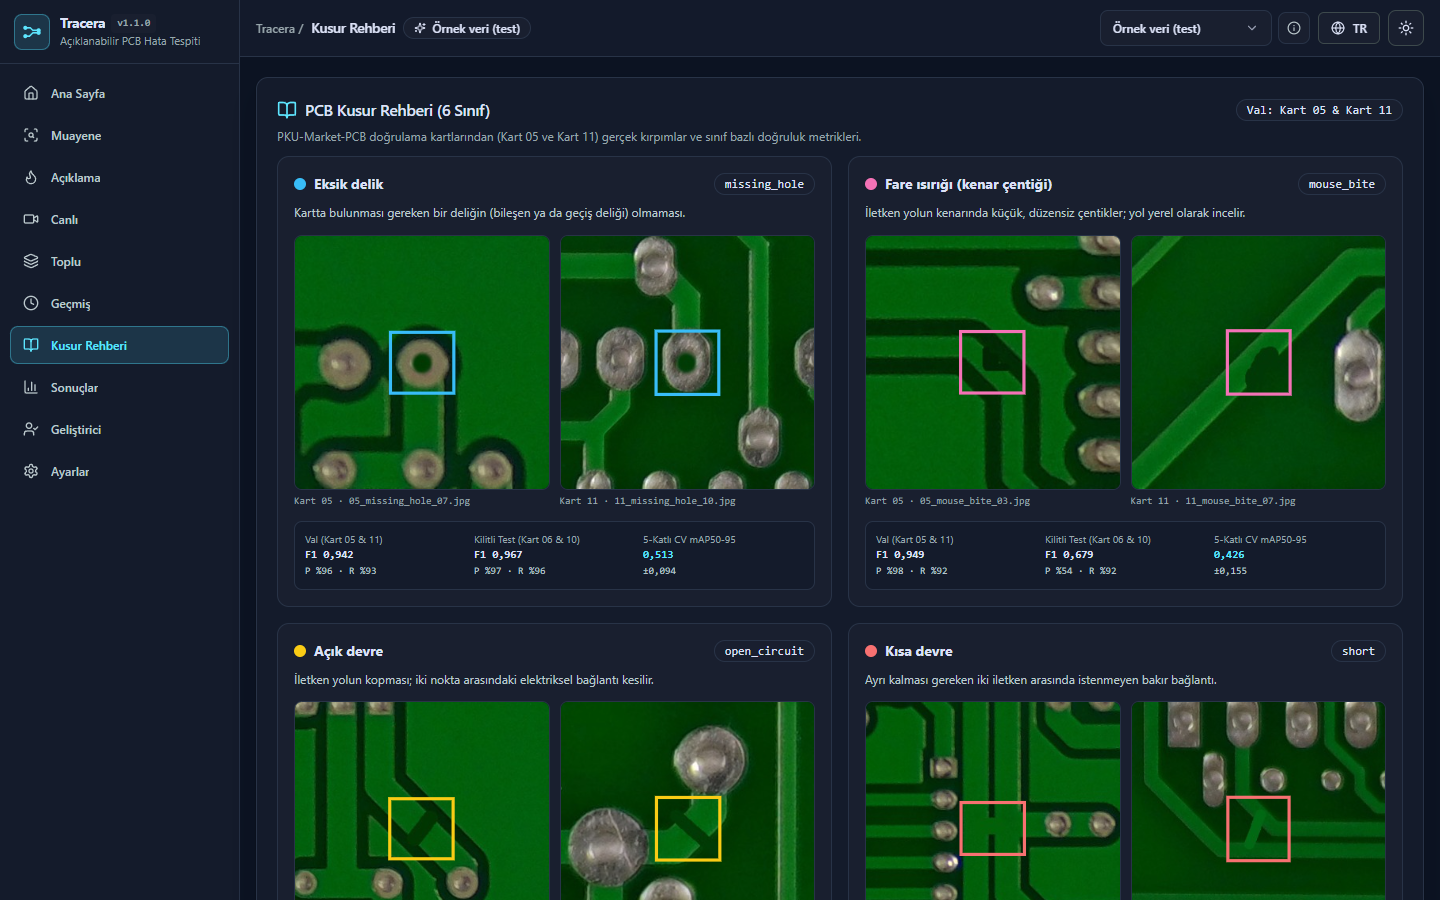 Tracera v1.1.0
Açıklanabilir PCB Hata Tespiti
Ana Sayfa
Muayene
Açıklama
Canlı
Toplu
Geçmiş
Kusur Rehberi
Sonuçlar
Geliştirici
Ayarlar
Tracera / Kusur Rehberi Örnek veri (test)
Örnek veri (test) TR
PCB Kusur Rehberi (6 Sınıf)
Val: Kart 05 & Kart 11
PKU-Market-PCB doğrulama kartlarından (Kart 05 ve Kart 11) gerçek kırpımlar ve sınıf bazlı doğruluk metrikleri.
Eksik delik missing_hole
Kartta bulunması gereken bir deliğin (bileşen ya da geçiş deliği) olmaması.
Kart 05 · 05_missing_hole_07.jpg
Kart 11 · 11_missing_hole_10.jpg
Val (Kart 05 & 11) Kilitli Test (Kart 06 & 10) 5-Katlı CV mAP50-95
F1 0,942 F1 0,967 0,513
P %96 · R %93 P %97 · R %96 ±0,094
Fare ısırığı (kenar çentiği) mouse_bite
İletken yolun kenarında küçük, düzensiz çentikler; yol yerel olarak incelir.
Kart 05 · 05_mouse_bite_03.jpg
Kart 11 · 11_mouse_bite_07.jpg
Val (Kart 05 & 11) Kilitli Test (Kart 06 & 10) 5-Katlı CV mAP50-95
F1 0,949 F1 0,679 0,426
P %98 · R %92 P %54 · R %92 ±0,155
Açık devre open_circuit
İletken yolun kopması; iki nokta arasındaki elektriksel bağlantı kesilir.
Kısa devre short
Ayrı kalması gereken iki iletken arasında istenmeyen bakır bağlantı.